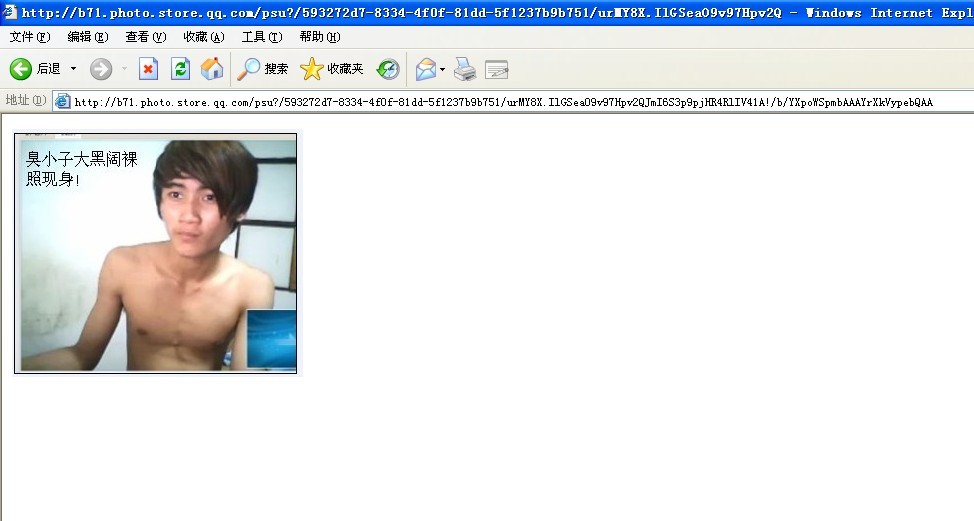 http://b71.photo.store.qq.com/psu?/593272d7-8334-4f0f-81dd-5f1237b9b751/urMY8X.IlGSeaO9v97Hpv2Q - Windows Internet Expl
文件(F) 编辑(E) 查看(V) 收藏(A) 工具(T) 帮助(H)
后退 搜索 收藏夹
地址(D) http://b71.photo.store.qq.com/psu?/593272d7-8334-4f0f-81dd-5f1237b9b751/urMY8X.IlGSeaO9v97Hpv2QJmI6S3p9pjHR4RlIV41A!/b/YXpoWSpmbAAAYrXkVypebQAA
臭小子大黑阔裸
照现身!